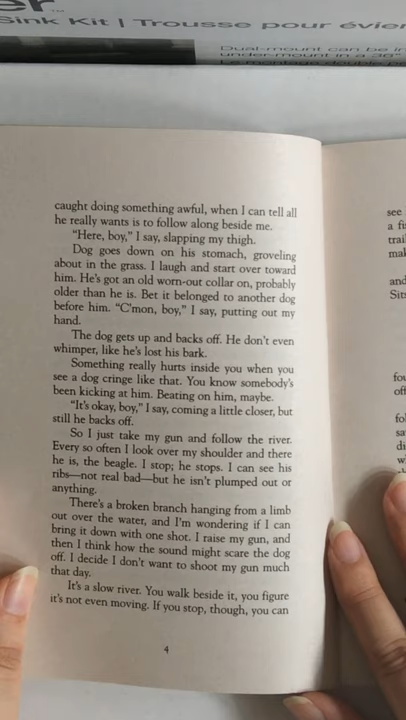 er
Sink Kit | Trousse pour évier
Dual-mount can be in
under-mount in a 36"
caught doing something awful, when I can tell all
he really wants is to follow along beside me.
"Here, boy," I say, slapping my thigh.
Dog goes down on his stomach, groveling
about in the grass. I laugh and start over toward
him. He's got an old worn-out collar on, probably
older than he is. Bet it belonged to another dog
before him. "C'mon, boy," I say, putting out my
hand.
The dog gets up and backs off. He don't even
whimper, like he's lost his bark.
Something really hurts inside you when you
see a dog cringe like that. You know somebody's
been kicking at him. Beating on him, maybe.
"It's okay, boy," I say, coming a little closer, but
still he backs off.
So I just take my gun and follow the river.
Every so often I look over my shoulder and there
he is, the beagle. I stop; he stops. I can see his
ribs—not real bad—but he isn't plumped out or
anything.
There's a broken branch hanging from a limb
out over the water, and I'm wondering if I can
bring it down with one shot. I raise my gun, and
then I think how the sound might scare the dog
off. I decide I don't want to shoot my gun much
that day.
It's a slow river. You walk beside it, you figure
it's not even moving. If you stop, though, you can
4
see
a fi
trai
mak
and
Sits
fou
off
fol
sa
di
w